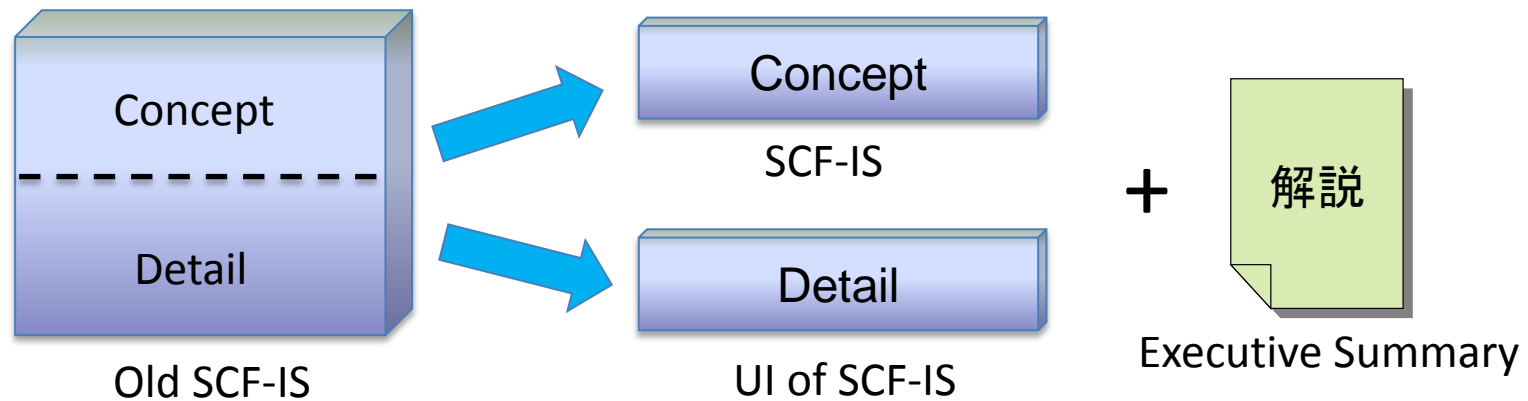 Concept
Detail
Old SCF-IS
Concept
SCF-IS
Detail
UI of SCF-IS
+
解説
Executive Summary